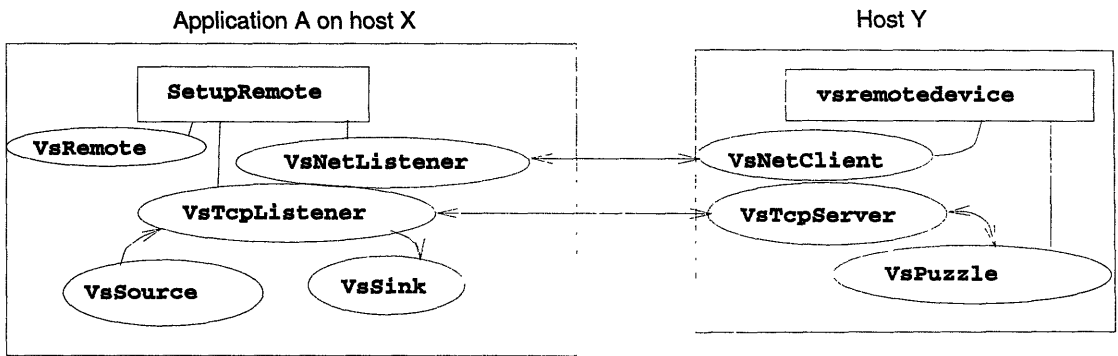 Application A on host X
Host Y
SetupRemote
vsremotedevice
VsRemote
VsNetListener
VsNetClient
VsTcpListener
VsTcpServer
VsSource
VsSink
VsPuzzle